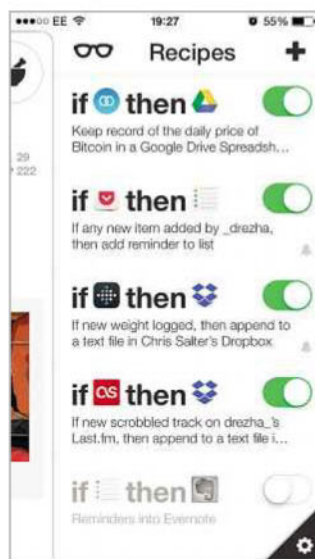 ●●●○○ EE 19:27 55%
Recipes
29
222
if then
Keep record of the daily price of
Bitcoin in a Google Drive Spreadsh...
if then
If any new item added by _drezha,
then add reminder to list
if then
If new weight logged, then append to
a text file in Chris Salter's Dropbox
if os then
If new scrobbled track on drezha_'s
Last.fm, then append to a text file i...
if then
Reminders into Evernote